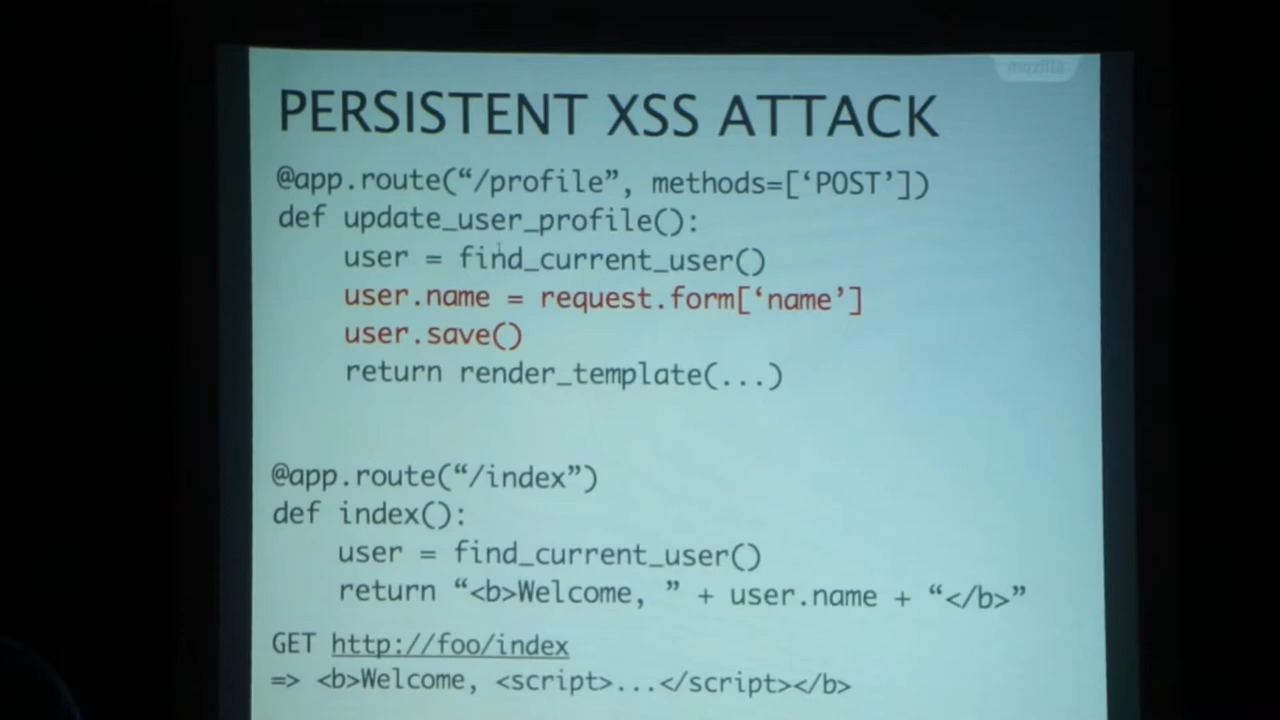 mozilla
PERSISTENT XSS ATTACK
@app.route(“/profile”, methods=[‘POST’])
def update_user_profile():
    user = find_current_user()
    user.name = request.form[‘name’]
    user.save()
    return render_template(...)
@app.route(“/index”)
def index():
    user = find_current_user()
    return “<b>Welcome, ” + user.name + “</b>”
GET http://foo/index
=> <b>Welcome, <script>...</script></b>